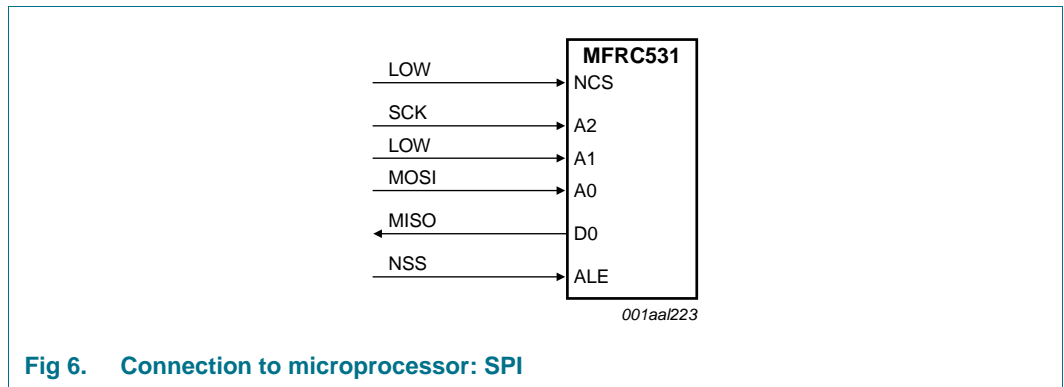 MFRC531
LOW
NCS
SCK
A2
LOW
A1
MOSI
A0
MISO
D0
NSS
ALE
001aal223
Fig 6. Connection to microprocessor: SPI